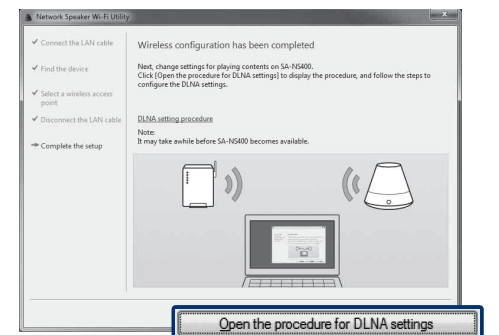 Network Speaker Wi-Fi Utility
✔ Connect the LAN cable
✔ Find the device
✔ Select a wireless access
point
✔ Disconnect the LAN cable
➔ Complete the setup
Wireless configuration has been completed
Next, change settings for playing contents on SA-NS400.
Click [Open the procedure for DLNA settings] to display the procedure, and follow the steps to
configure the DLNA settings.
DLNA setting procedure
Note:
It may take awhile before SA-NS400 becomes available.
Open the procedure for DLNA settings